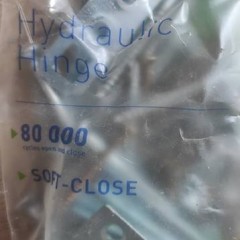 Hydraulic
Hinge
80 000
SOFT-CLOSE